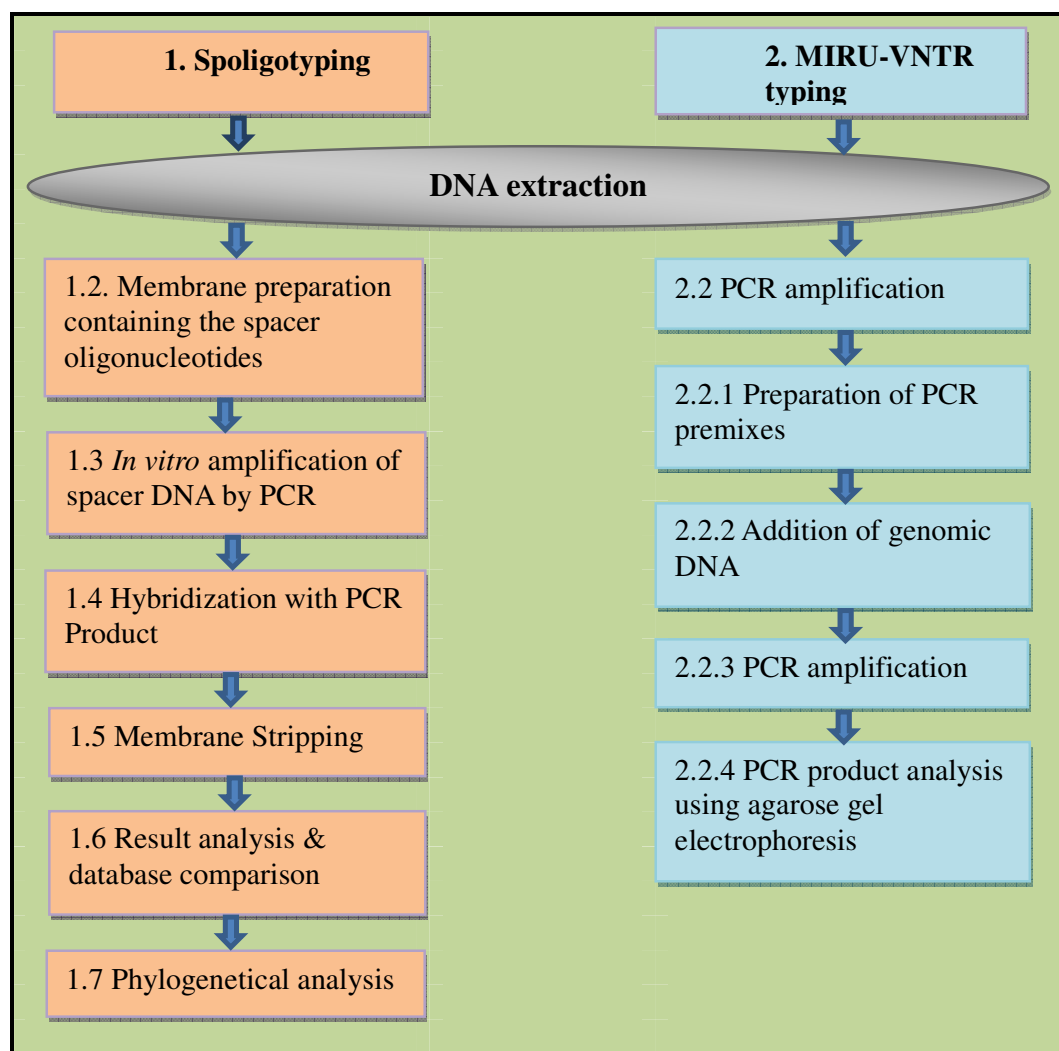 1. Spoligotyping
2. MIRU-VNTR
typing
DNA extraction
1.2. Membrane preparation
containing the spacer
oligonucleotides
1.3 In vitro amplification of
spacer DNA by PCR
1.4 Hybridization with PCR
Product
1.5 Membrane Stripping
1.6 Result analysis &
database comparison
1.7 Phylogenetical analysis
2.2 PCR amplification
2.2.1 Preparation of PCR
premixes
2.2.2 Addition of genomic
DNA
2.2.3 PCR amplification
2.2.4 PCR product analysis
using agarose gel
electrophoresis